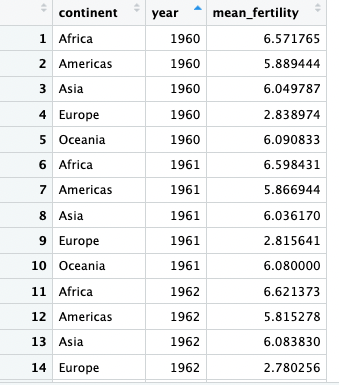 continent year mean_fertility
1 Africa 1960 6.571765
2 Americas 1960 5.889444
3 Asia 1960 6.049787
4 Europe 1960 2.838974
5 Oceania 1960 6.090833
6 Africa 1961 6.598431
7 Americas 1961 5.866944
8 Asia 1961 6.036170
9 Europe 1961 2.815641
10 Oceania 1961 6.080000
11 Africa 1962 6.621373
12 Americas 1962 5.815278
13 Asia 1962 6.083830
14 Europe 1962 2.780256